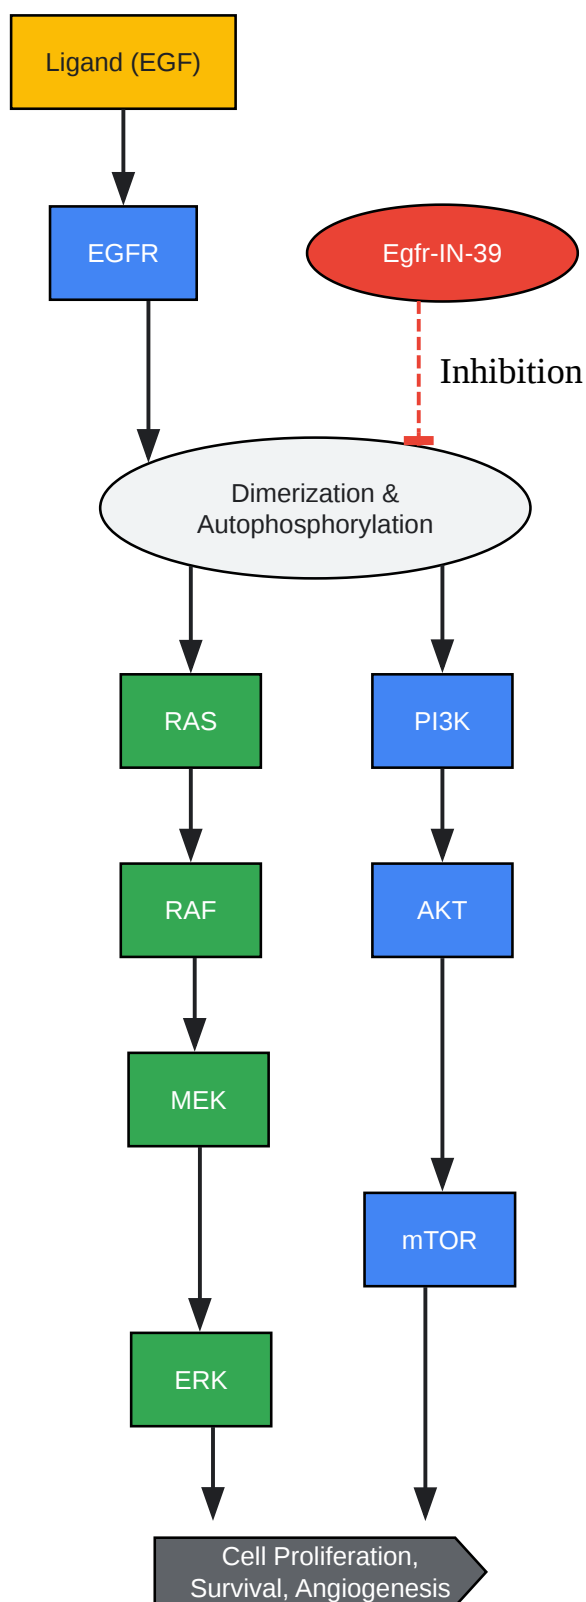 Ligand (EGF)
EGFR
Egfr-IN-39
Inhibition
Dimerization &
Autophosphorylation
RAS
PI3K
RAF
AKT
MEK
mTOR
ERK
Cell Proliferation,
Survival, Angiogenesis